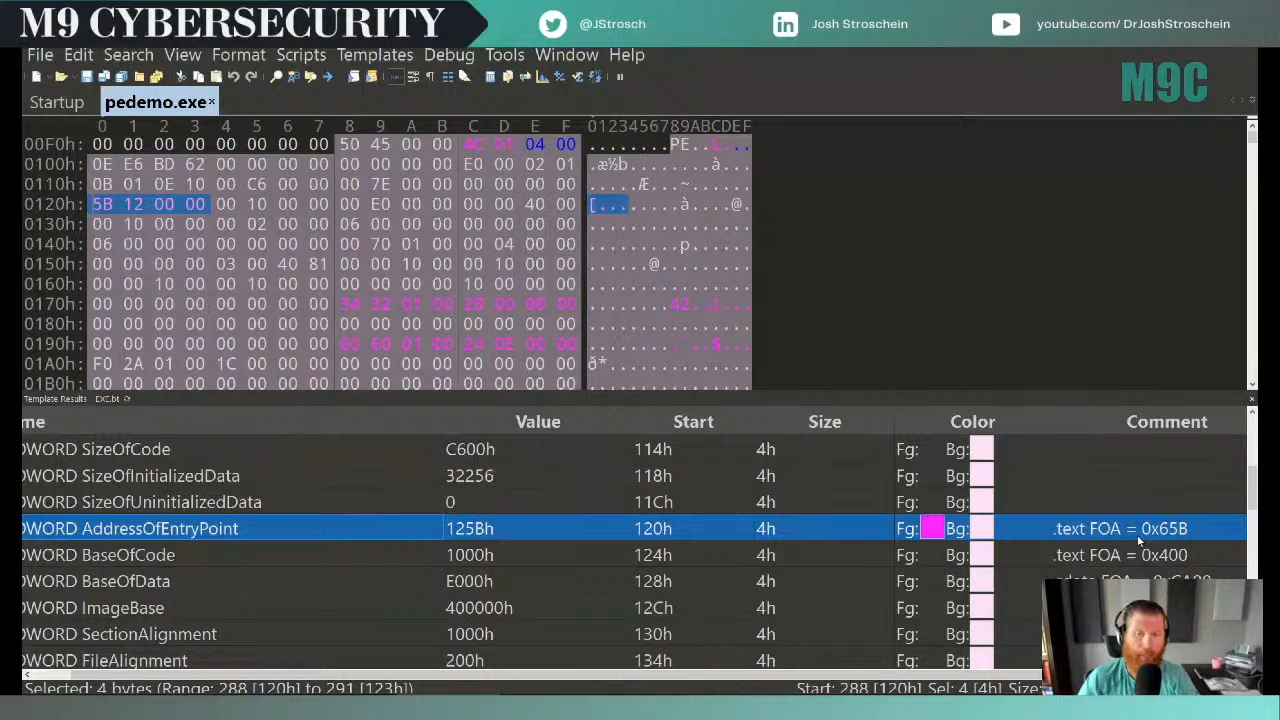 M9 CYBERSECURITY
@JStrosch
in Josh Stroschein
youtube.com/ DrJoshStroschein
File Edit Search View Format Scripts Templates Debug Tools Window Help
M9C
Startup pedemo.exe×
0 1 2 3 4 5 6 7 8 9 A B C D E F 0123456789ABCDEF
00F0h: 00 00 00 00 00 00 00 00 50 45 00 00 4C 01 04 00 ........PE..L...
0100h: 0E E6 BD 62 00 00 00 00 00 00 00 00 E0 00 02 01 .æ½b........à...
0110h: 0B 01 0E 10 00 C6 00 00 00 7E 00 00 00 00 00 00 .....Æ...~......
0120h: 5B 12 00 00 00 10 00 00 00 E0 00 00 00 00 40 00 [........à....@.
0130h: 00 10 00 00 00 02 00 00 06 00 00 00 00 00 00 00 ................
0140h: 06 00 00 00 00 00 00 00 00 70 01 00 00 04 00 00 .........p......
0150h: 00 00 00 00 03 00 40 81 00 00 10 00 00 10 00 00 ......@.........
0160h: 00 00 10 00 00 10 00 00 00 00 00 00 10 00 00 00 ................
0170h: 00 00 00 00 00 00 00 00 34 32 01 00 28 00 00 00 ........42..(...
0180h: 00 00 00 00 00 00 00 00 00 00 00 00 00 00 00 00 ................
0190h: 00 00 00 00 00 00 00 00 00 60 01 00 24 0E 00 00 .........`..$...
01A0h: F0 2A 01 00 1C 00 00 00 00 00 00 00 00 00 00 00 ð*..............
01B0h: 00 00 00 00 00 00 00 00 00 00 00 00 00 00 00 00 ................
Template Results EXE.bt
me Value Start Size Color Comment
DWORD SizeOfCode C600h 114h 4h Fg: Bg:
DWORD SizeOfInitializedData 32256 118h 4h Fg: Bg:
DWORD SizeOfUninitializedData 0 11Ch 4h Fg: Bg:
DWORD AddressOfEntryPoint 125Bh 120h 4h Fg: Bg: .text FOA = 0x65B
DWORD BaseOfCode 1000h 124h 4h Fg: Bg: .text FOA = 0x400
DWORD BaseOfData E000h 128h 4h Fg: Bg: .rdata FOA = 0xCA00
DWORD ImageBase 400000h 12Ch 4h Fg: Bg:
DWORD SectionAlignment 1000h 130h 4h Fg: Bg:
DWORD FileAlignment 200h 134h 4h Fg: Bg:
Selected: 4 bytes (Range: 288 [120h] to 291 [123h]) Start: 288 [120h] Sel: 4 [4h] Size: